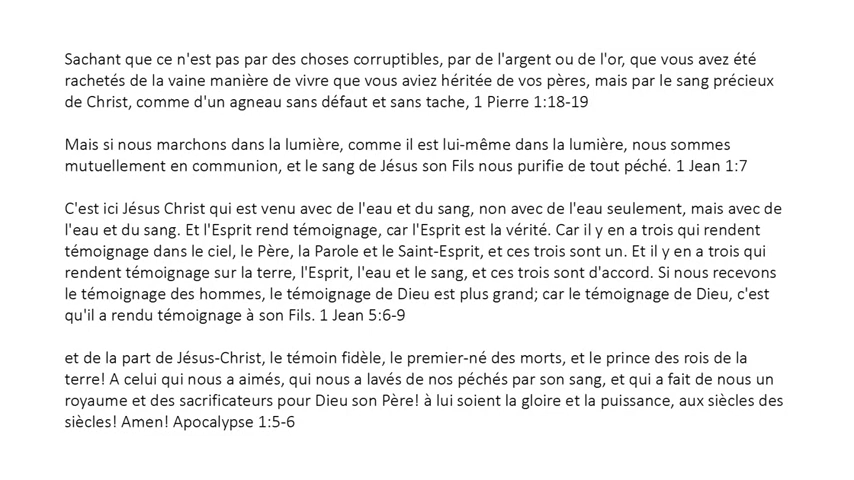 Sachant que ce n'est pas par des choses corruptibles, par de l'argent ou de l'or, que vous avez été
rachetés de la vaine manière de vivre que vous aviez héritée de vos pères, mais par le sang précieux
de Christ, comme d'un agneau sans défaut et sans tache, 1 Pierre 1:18-19
Mais si nous marchons dans la lumière, comme il est lui-même dans la lumière, nous sommes
mutuellement en communion, et le sang de Jésus son Fils nous purifie de tout péché. 1 Jean 1:7
C'est ici Jésus Christ qui est venu avec de l'eau et du sang, non avec de l'eau seulement, mais avec de
l'eau et du sang. Et l'Esprit rend témoignage, car l'Esprit est la vérité. Car il y en a trois qui rendent
témoignage dans le ciel, le Père, la Parole et le Saint-Esprit, et ces trois sont un. Et il y en a trois qui
rendent témoignage sur la terre, l'Esprit, l'eau et le sang, et ces trois sont d'accord. Si nous recevons
le témoignage des hommes, le témoignage de Dieu est plus grand; car le témoignage de Dieu, c'est
qu'il a rendu témoignage à son Fils. 1 Jean 5:6-9
et de la part de Jésus-Christ, le témoin fidèle, le premier-né des morts, et le prince des rois de la
terre! A celui qui nous a aimés, qui nous a lavés de nos péchés par son sang, et qui a fait de nous un
royaume et des sacrificateurs pour Dieu son Père! à lui soient la gloire et la puissance, aux siècles des
siècles! Amen! Apocalypse 1:5-6